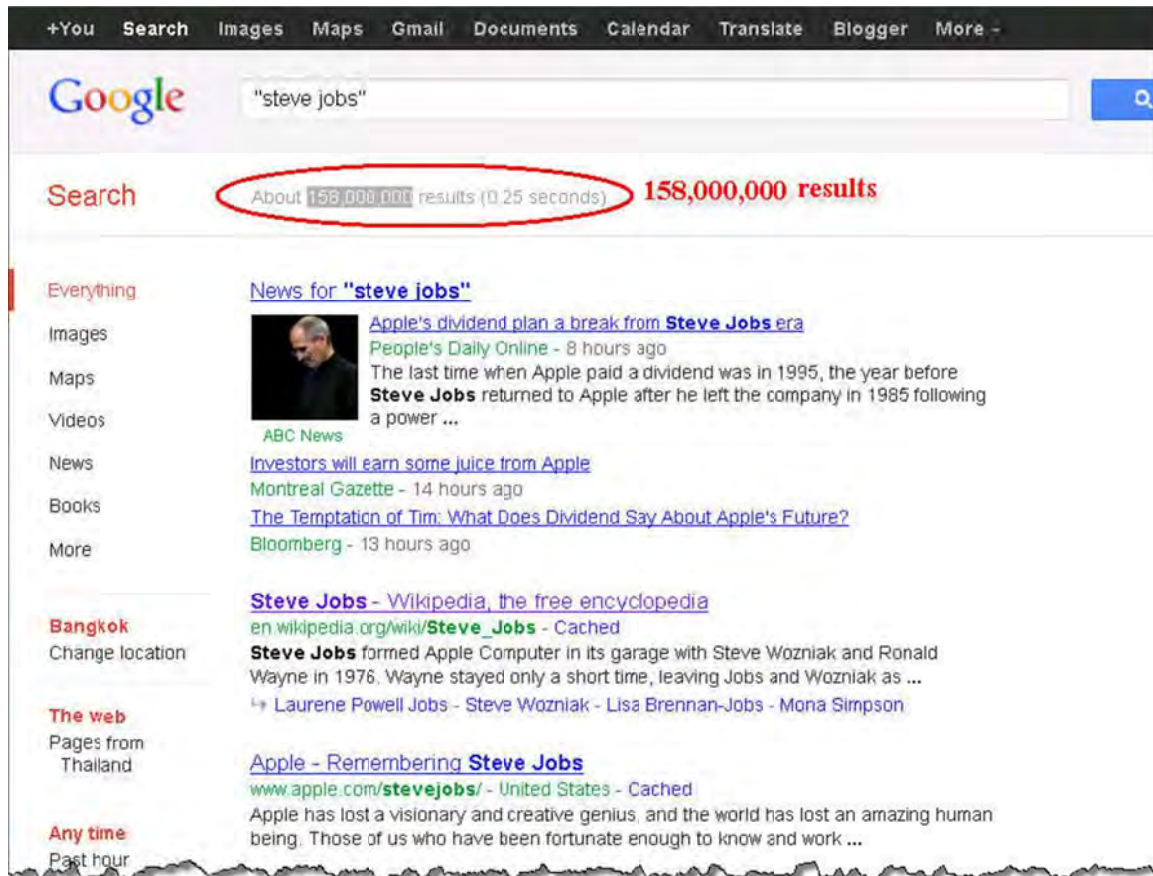 +You Search Images Maps Gmail Documents Calendar Translate Blogger More -
Google
"steve jobs"
Search
About 158,000,000 results (0.25 seconds)
158,000,000 results
Everything
Images
Maps
Videos
News
Books
More
Bangkok
Change location
The web
Pages from
Thailand
Any time
Past hour
News for "steve jobs"
Apple's dividend plan a break from Steve Jobs era
People's Daily Online - 8 hours ago
The last time when Apple paid a dividend was in 1995, the year before
Steve Jobs returned to Apple after he left the company in 1985 following
a power ...
ABC News
Investors will earn some juice from Apple
Montreal Gazette - 14 hours ago
The Temptation of Tim: What Does Dividend Say About Apple's Future?
Bloomberg - 13 hours ago
Steve Jobs - Wikipedia, the free encyclopedia
en.wikipedia.org/wiki/Steve_Jobs - Cached
Steve Jobs formed Apple Computer in its garage with Steve Wozniak and Ronald
Wayne in 1976. Wayne stayed only a short time, leaving Jobs and Wozniak as ...
Laurene Powell Jobs - Steve Wozniak - Lisa Brennan-Jobs - Mona Simpson
Apple - Remembering Steve Jobs
www.apple.com/stevejobs/ - United States - Cached
Apple has lost a visionary and creative genius, and the world has lost an amazing human
being. Those of us who have been fortunate enough to know and work ...